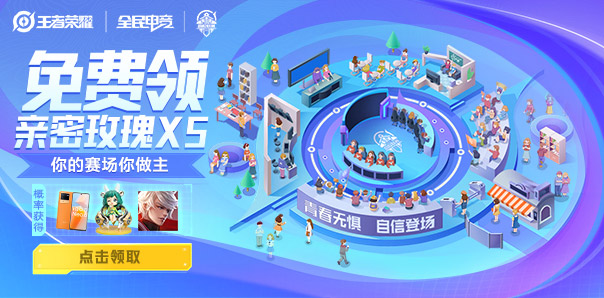 王者荣耀 全民电竞
免费领
亲密玫瑰X5
你的赛场你做主
概率获得
点击领取
青春无惧 自信登场